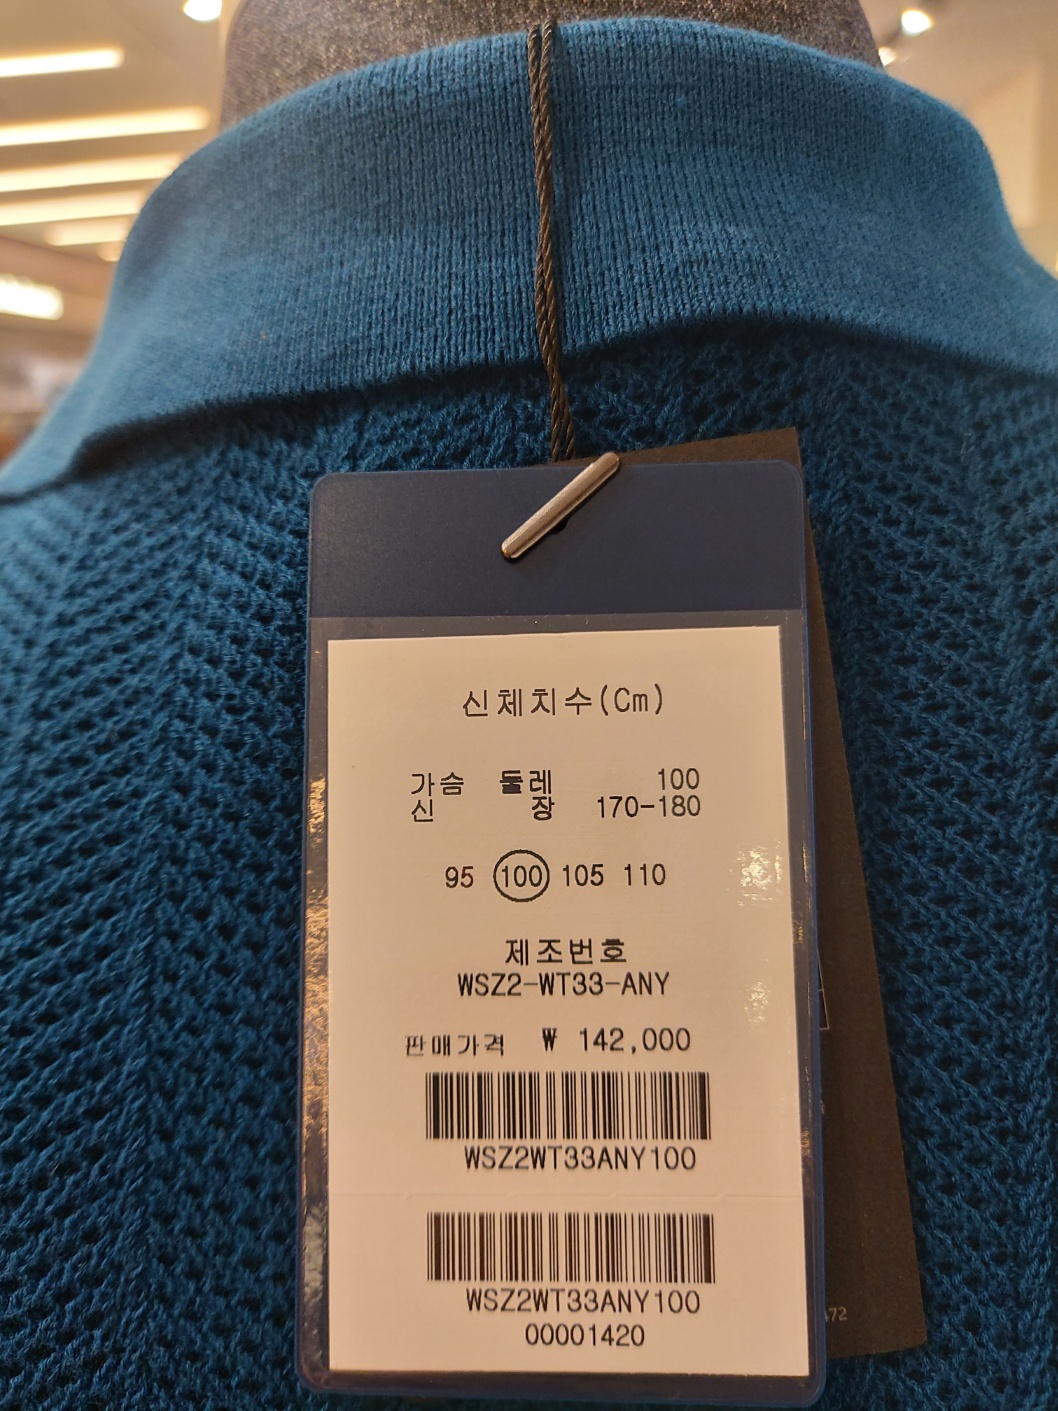 신체치수(Cm)
가슴 둘레 100
신 장 170-180
95 100 105 110
제조번호
WSZ2-WT33-ANY
판매가격 ₩ 142,000
WSZ2WT33ANY100
WSZ2WT33ANY100
00001420
472